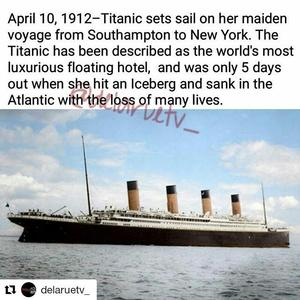 April 10, 1912–Titanic sets sail on her maiden
voyage from Southampton to New York. The
Titanic has been described as the world's most
luxurious floating hotel,  and was only 5 days
out when she hit an Iceberg and sank in the
Atlantic with the loss of many lives.
@delaruetv_
delaruetv_